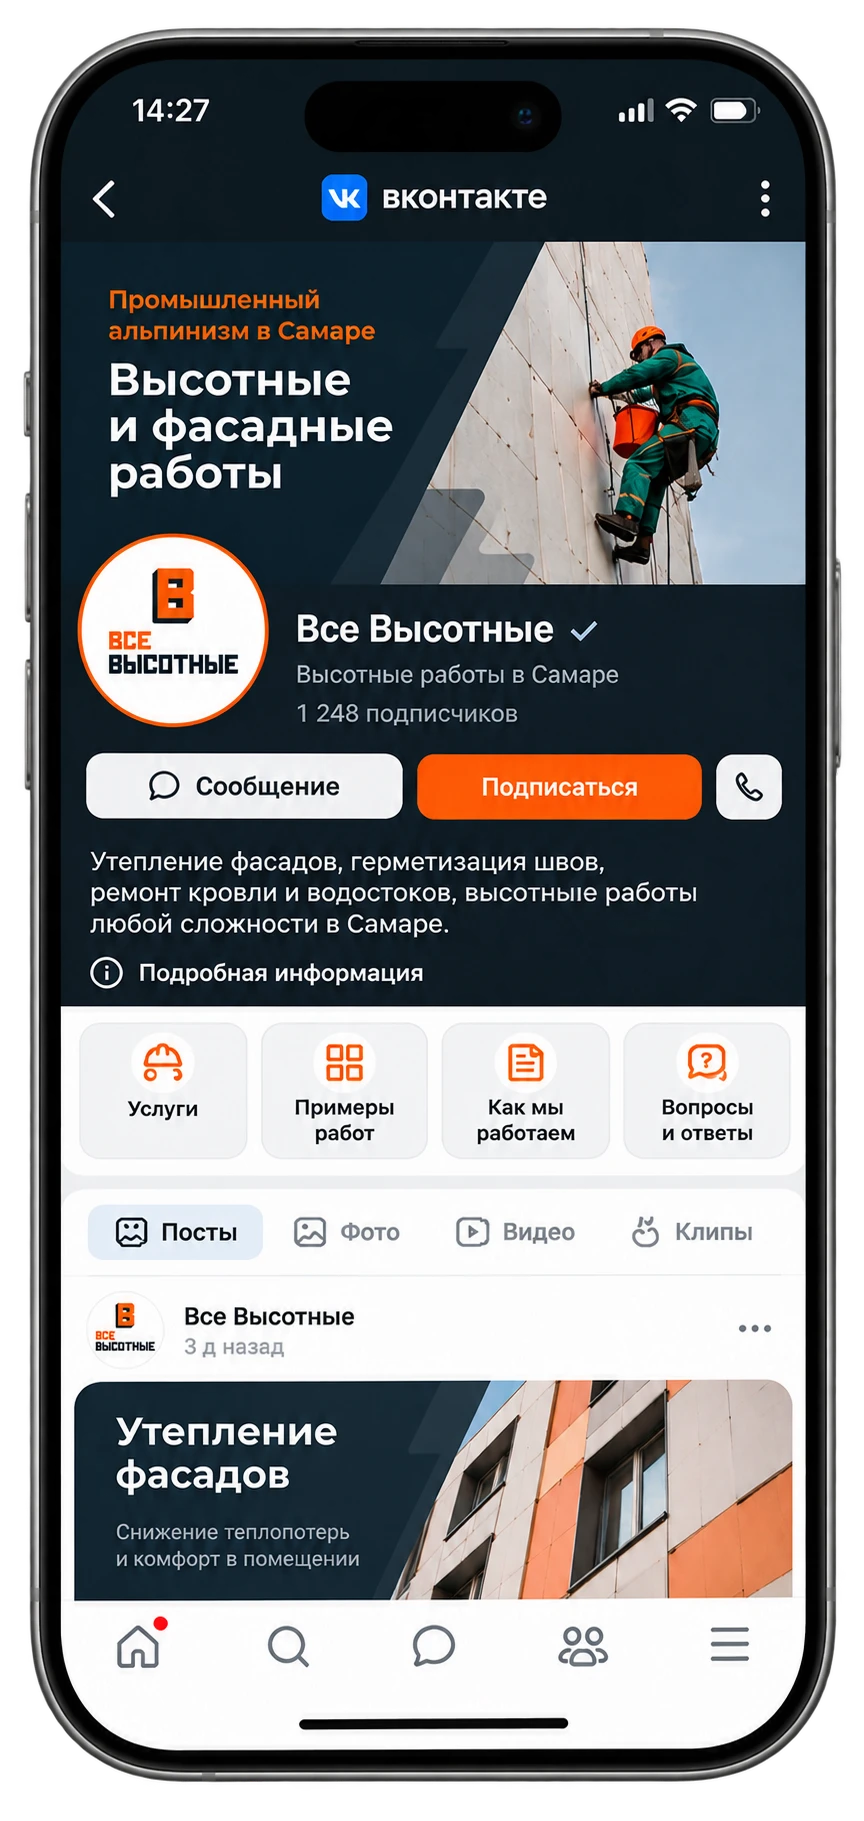 14:27
вконтакте
Промышленный
альпинизм в Самаре
Высотные
и фасадные
работы
В
ВСЕ
ВЫСОТНЫЕ
Все Высотные
Высотные работы в Самаре
1 248 подписчиков
Сообщение
Подписаться
Утепление фасадов, герметизация швов,
ремонт кровли и водостоков, высотные работы
любой сложности в Самаре.
Подробная информация
Услуги
Примеры
работ
Как мы
работаем
Вопросы
и ответы
Посты
Фото
Видео
Клипы
В
ВСЕ
ВЫСОТНЫЕ
Все Высотные
3 д назад
Утепление
фасадов
Снижение теплопотерь
и комфорт в помещении